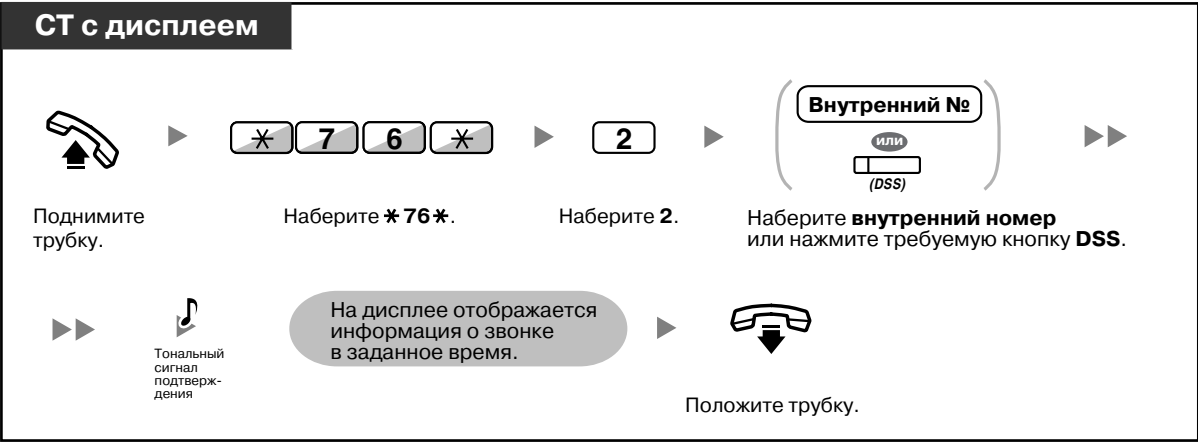 СТ с дисплеем
Внутренний №
или
(DSS)
* 7 6 *
2
Поднимите
трубку.
Наберите * 76 *.
Наберите 2.
Наберите внутренний номер
или нажмите требуемую кнопку DSS.
Тональный
сигнал
подтверж-
дения
На дисплее отображается
информация о звонке
в заданное время.
Положите трубку.